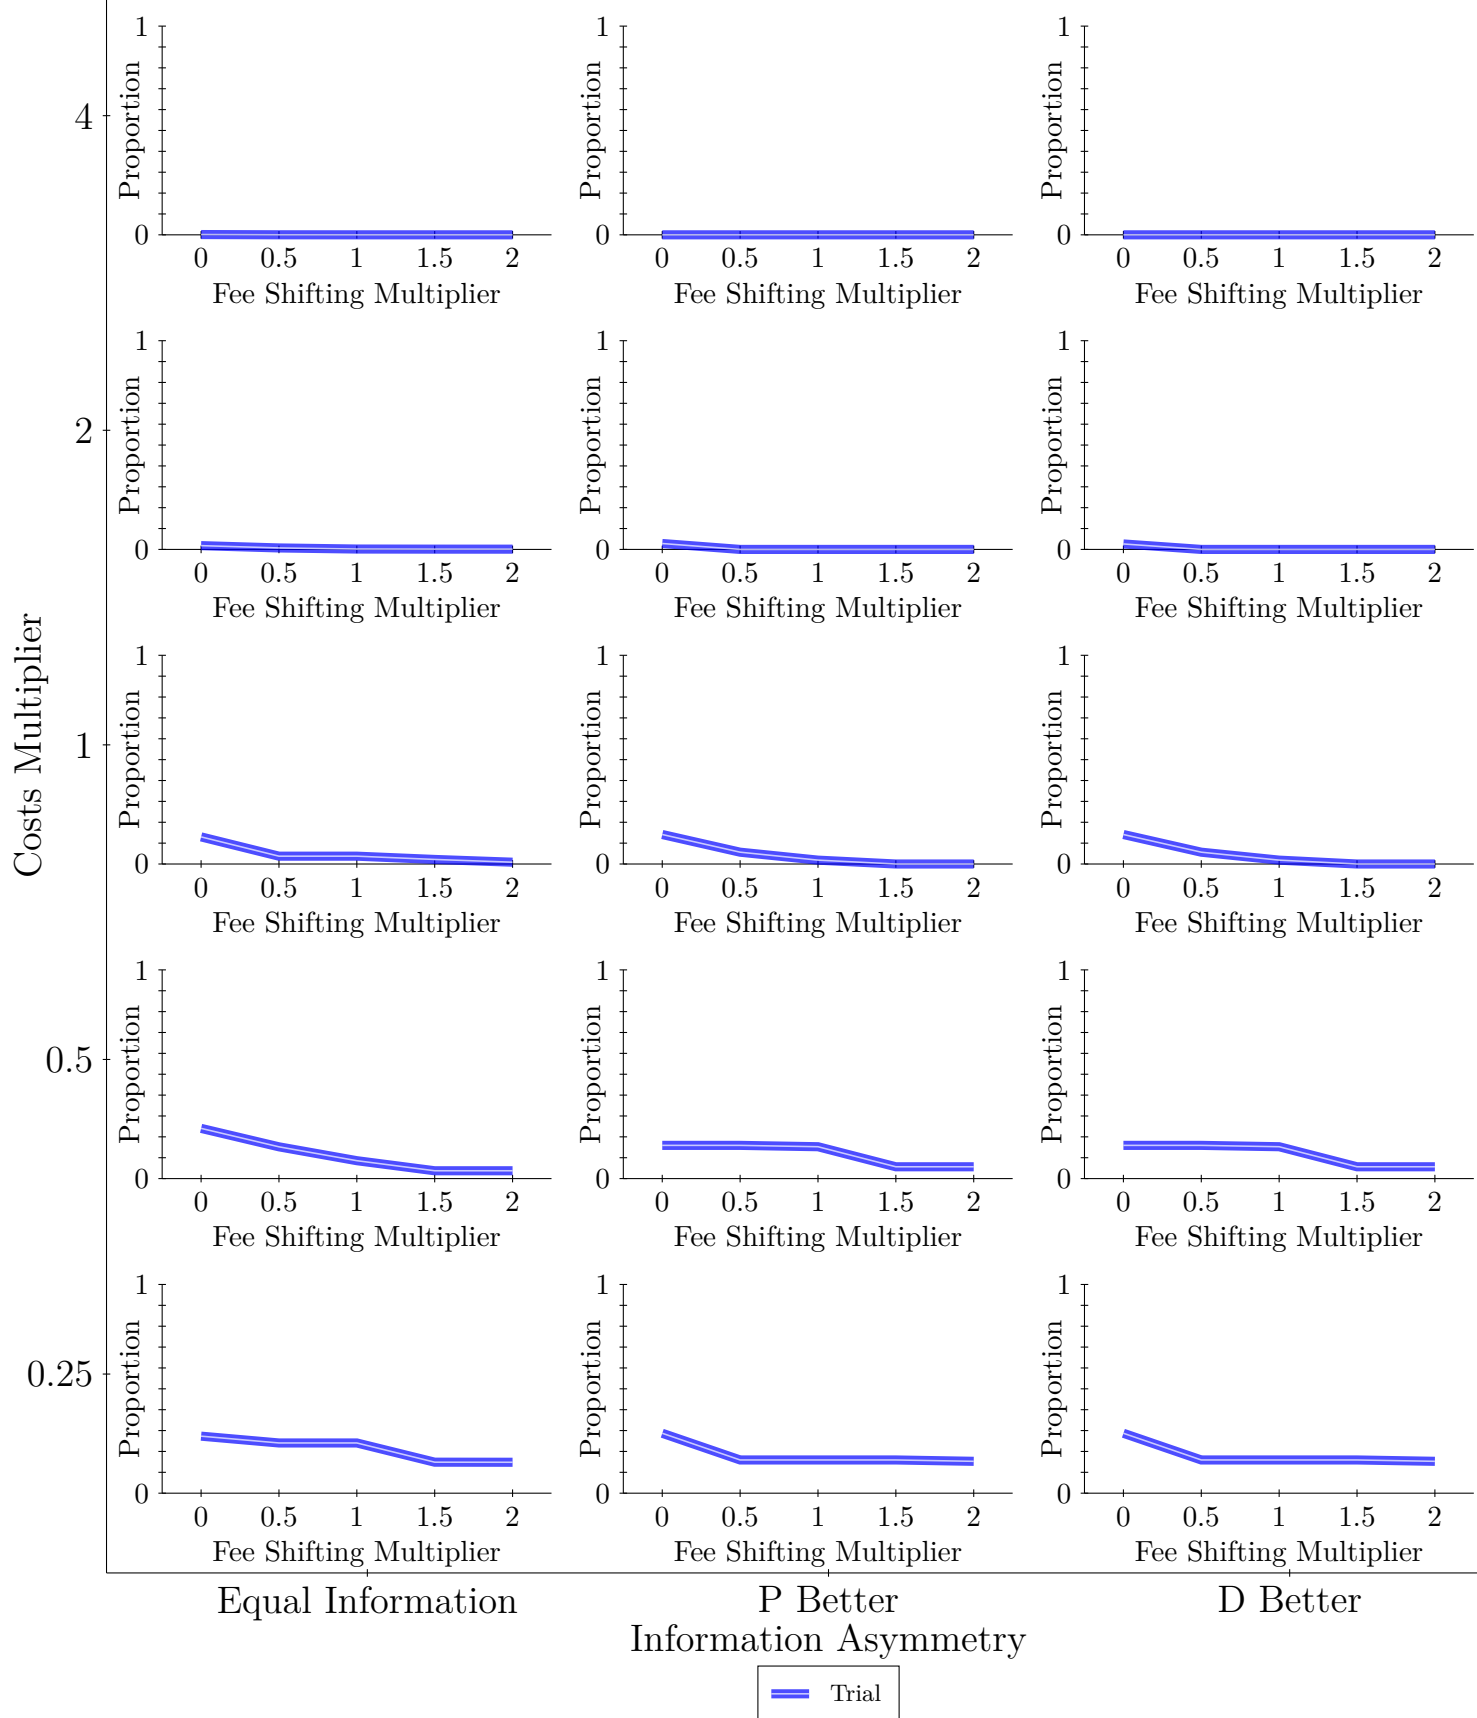 1
Proportion
0
0 0.5 1 1.5 2
Fee Shifting Multiplier
1
Proportion
0
0 0.5 1 1.5 2
Fee Shifting Multiplier
1
Proportion
0
0 0.5 1 1.5 2
Fee Shifting Multiplier
4
1
Proportion
0
0 0.5 1 1.5 2
Fee Shifting Multiplier
1
Proportion
0
0 0.5 1 1.5 2
Fee Shifting Multiplier
1
Proportion
0
0 0.5 1 1.5 2
Fee Shifting Multiplier
2
Costs Multiplier
1
Proportion
0
0 0.5 1 1.5 2
Fee Shifting Multiplier
1
Proportion
0
0 0.5 1 1.5 2
Fee Shifting Multiplier
1
Proportion
0
0 0.5 1 1.5 2
Fee Shifting Multiplier
1
1
Proportion
0
0 0.5 1 1.5 2
Fee Shifting Multiplier
1
Proportion
0
0 0.5 1 1.5 2
Fee Shifting Multiplier
1
Proportion
0
0 0.5 1 1.5 2
Fee Shifting Multiplier
0.5
1
Proportion
0
0 0.5 1 1.5 2
Fee Shifting Multiplier
1
Proportion
0
0 0.5 1 1.5 2
Fee Shifting Multiplier
1
Proportion
0
0 0.5 1 1.5 2
Fee Shifting Multiplier
0.25
Equal Information P Better D Better
Information Asymmetry
Trial